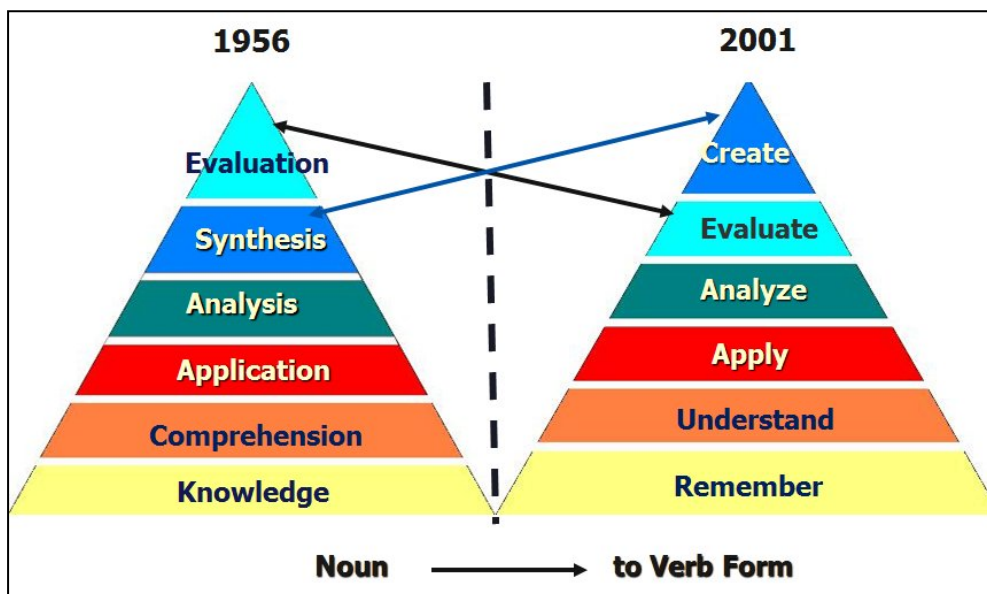 1956
2001
Evaluation
Synthesis
Analysis
Application
Comprehension
Knowledge
Create
Evaluate
Analyze
Apply
Understand
Remember
Noun to Verb Form